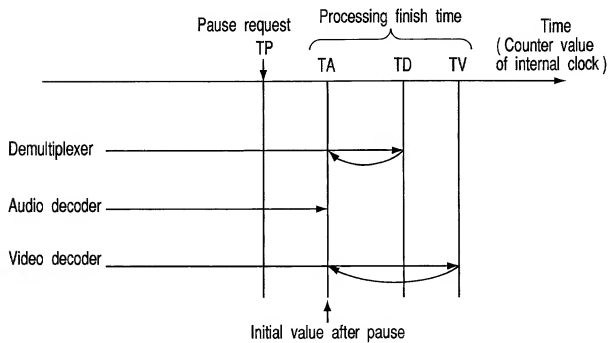 Pause request
TP
Processing finish time
TA
TD
TV
Time
( Counter value
of internal clock )
Demultiplexer
Audio decoder
Video decoder
Initial value after pause